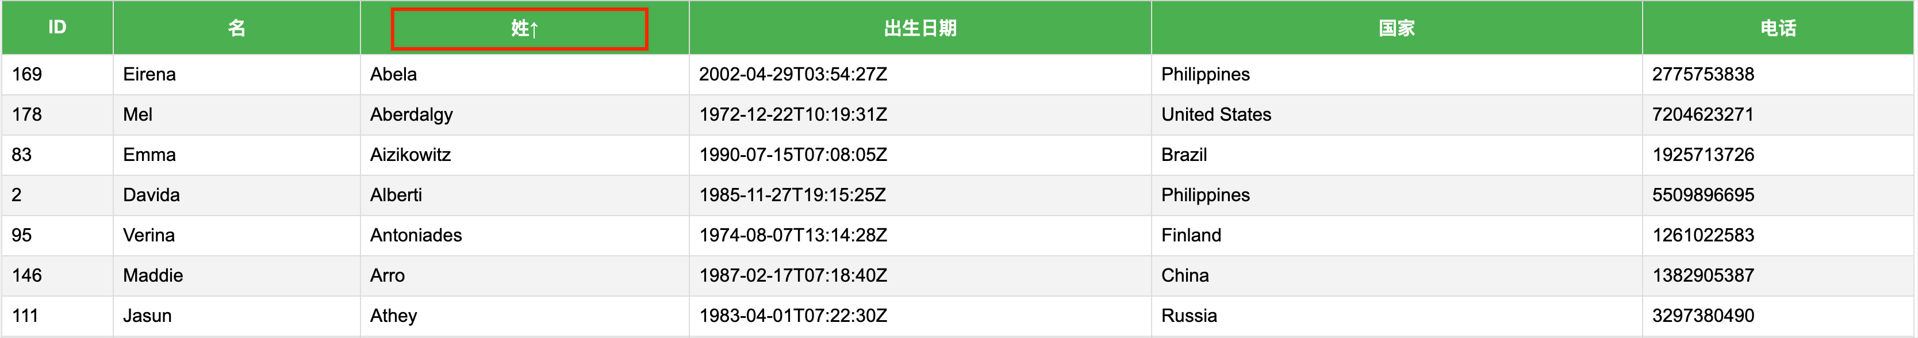 ID 名 姓↑ 出生日期 国家 电话
169 Eirena Abela 2002-04-29T03:54:27Z Philippines 2775753838
178 Mel Aberdalgy 1972-12-22T10:19:31Z United States 7204623271
83 Emma Aizikowitz 1990-07-15T07:08:05Z Brazil 1925713726
2 Davida Alberti 1985-11-27T19:15:25Z Philippines 5509896695
95 Verina Antoniades 1974-08-07T13:14:28Z Finland 1261022583
146 Maddie Arro 1987-02-17T07:18:40Z China 1382905387
111 Jasun Athey 1983-04-01T07:22:30Z Russia 3297380490